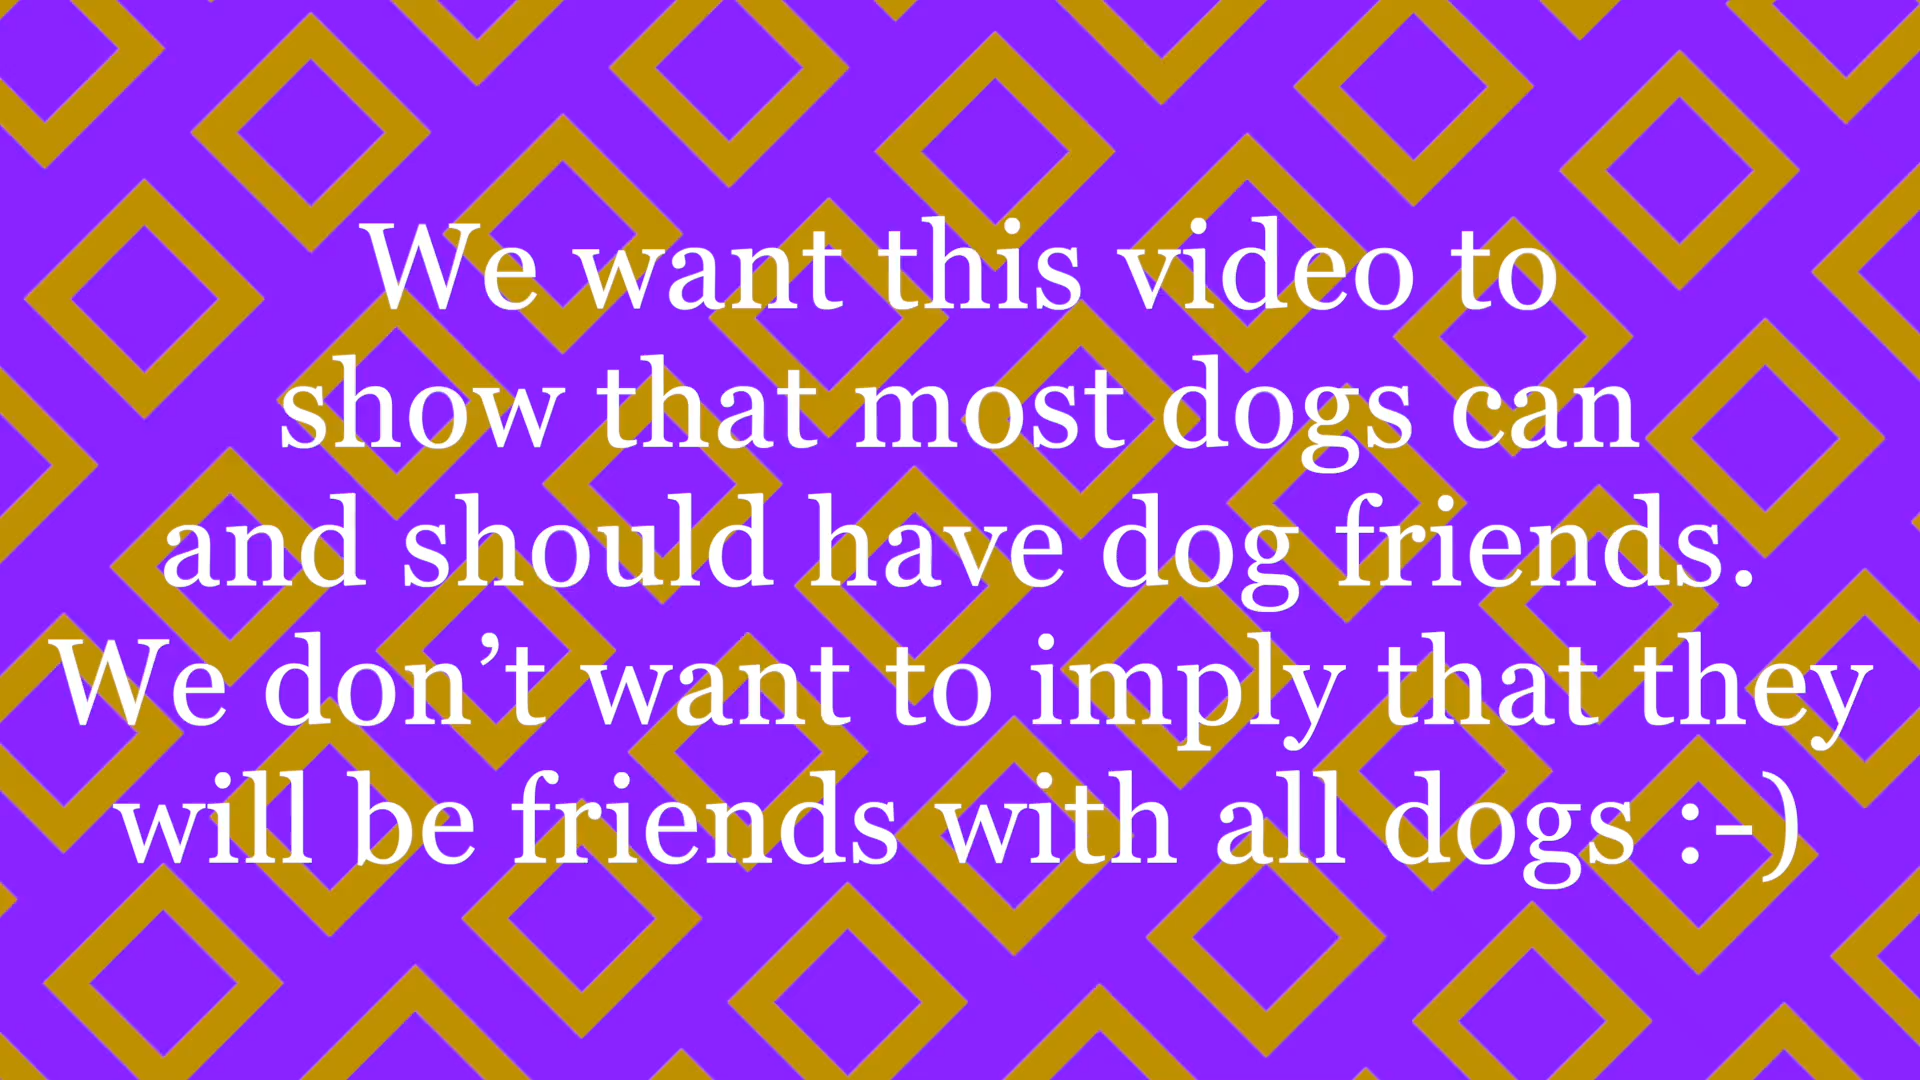 We want this video to
show that most dogs can
and should have dog friends.
We don’t want to imply that they
will be friends with all dogs :-)